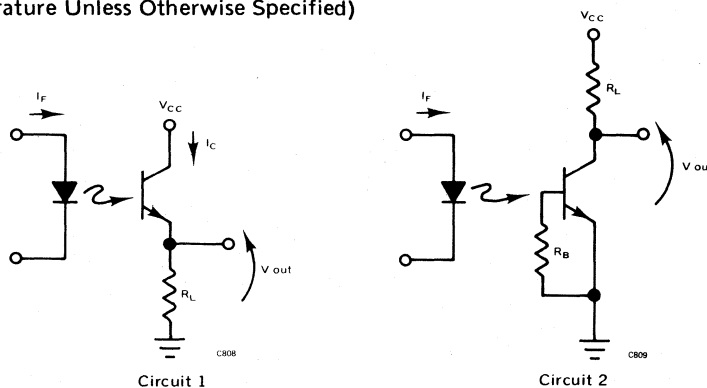 rature Unless Otherwise Specified)
IF
VCC
IC
V out
RL
C808
Circuit 1
VCC
RL
IF
V ou
RB
C809
Circuit 2